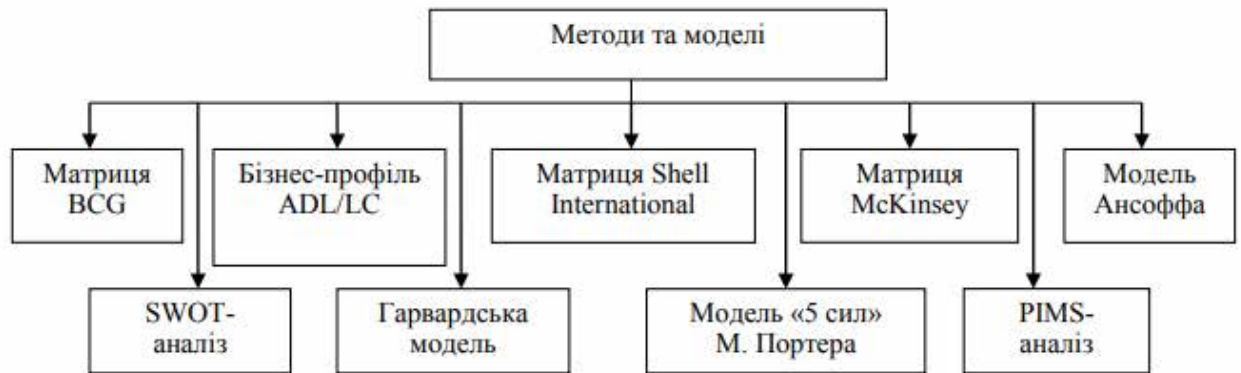 Методи та моделі
Матриця
BCG
Бізнес-профіль
ADL/LC
Матриця Shell
International
Матриця
McKinsey
Модель
Ансоффа
SWOT-
аналіз
Гарвардська
модель
Модель «5 сил»
М. Портера
PIMS-
аналіз